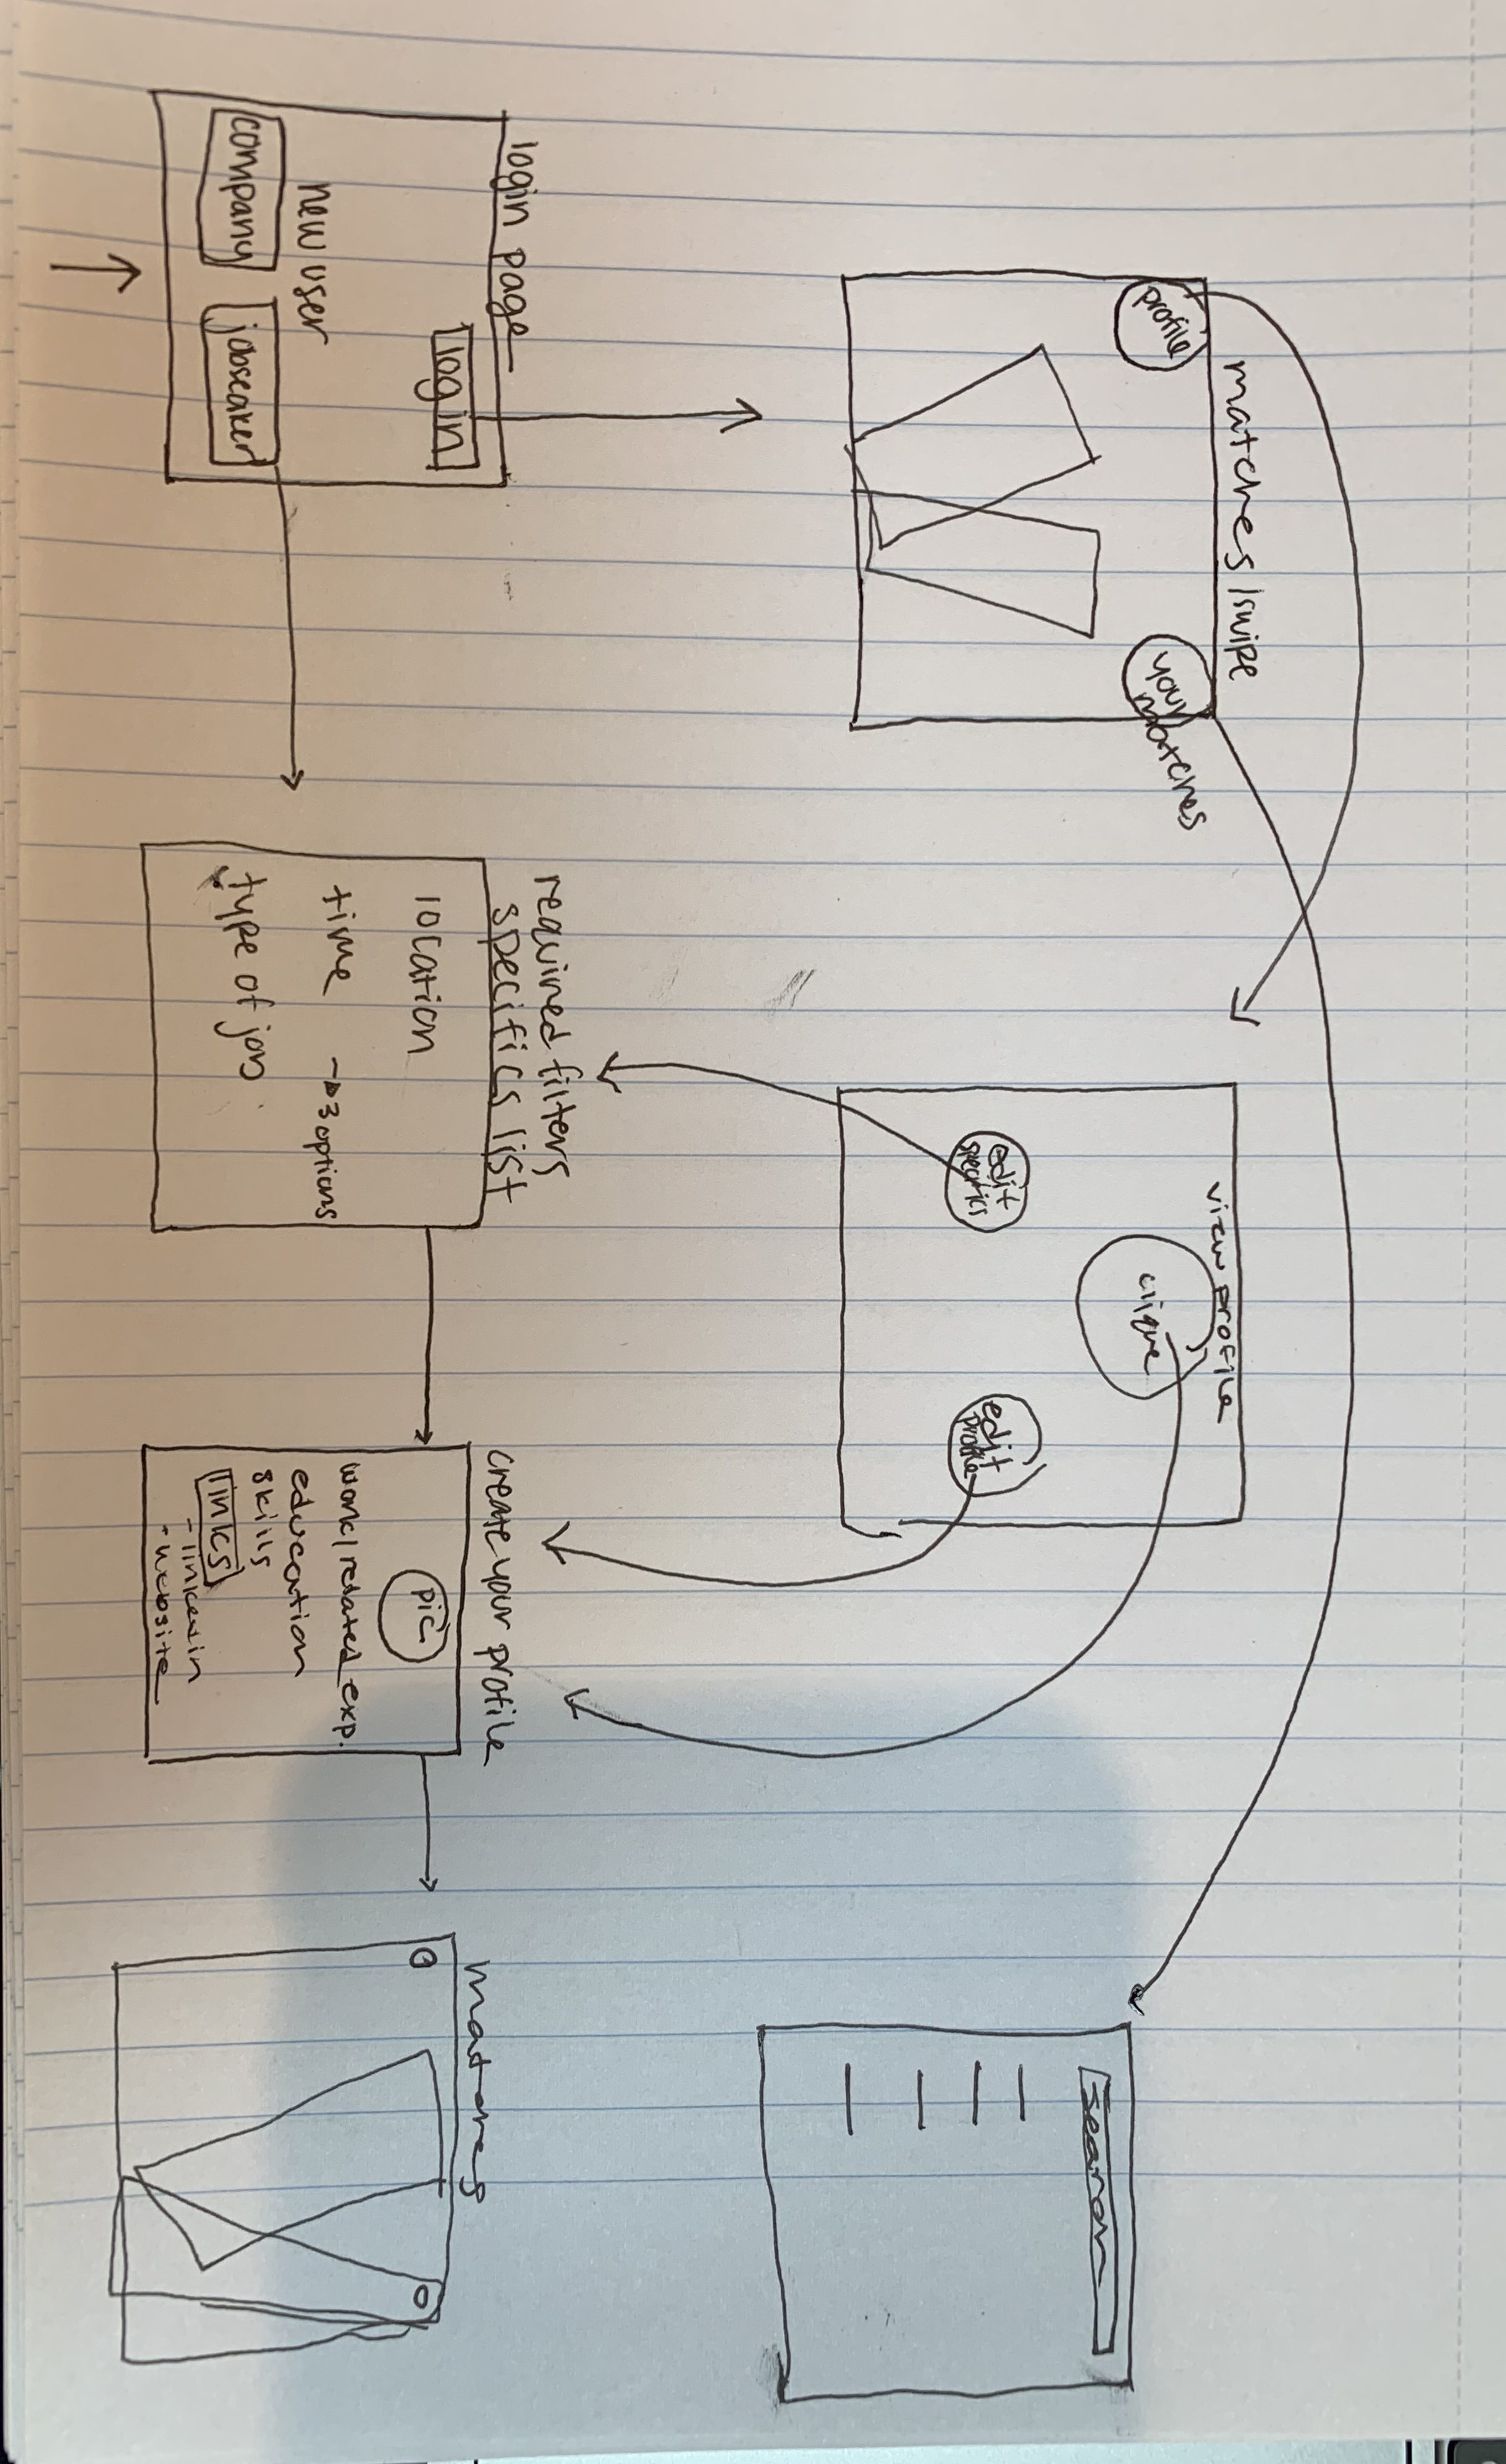 matches/swipe
profile
your
matches
view profile
clique
edit
specifics
edit
profile
search
login page
login
new user
company
jobseaker
required filters
specifics list
location
time → 3 options
type of job
create your profile
pic
work/related exp.
education
skills
links
- linkedin
- website
matches